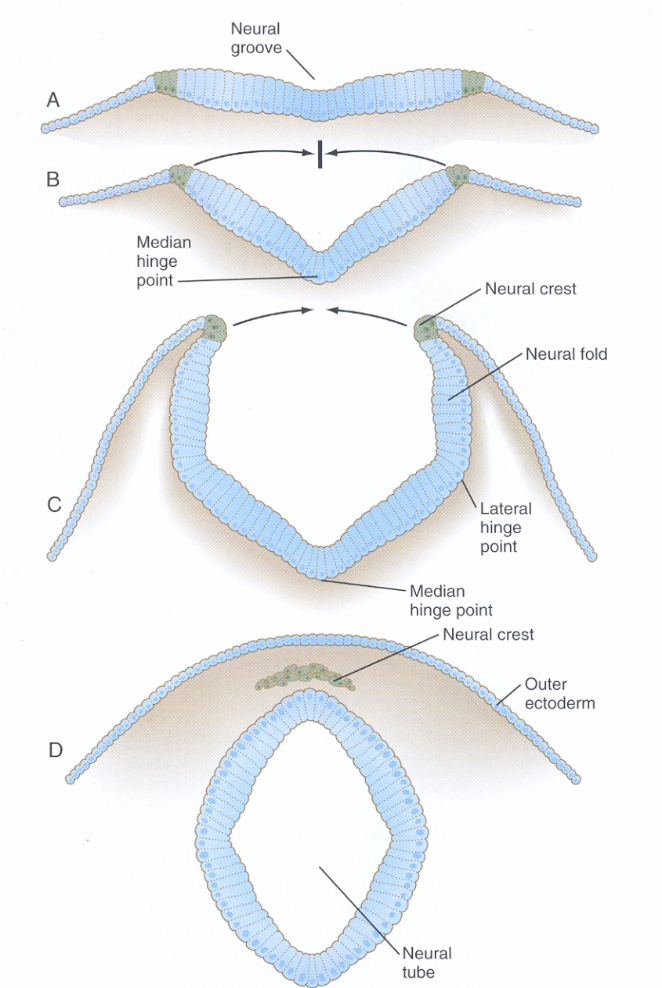 Neural
groove
A
B
Median
hinge
point
Neural crest
Neural fold
C
Lateral
hinge
point
Median
hinge point
Neural crest
Outer
ectoderm
D
Neural
tube